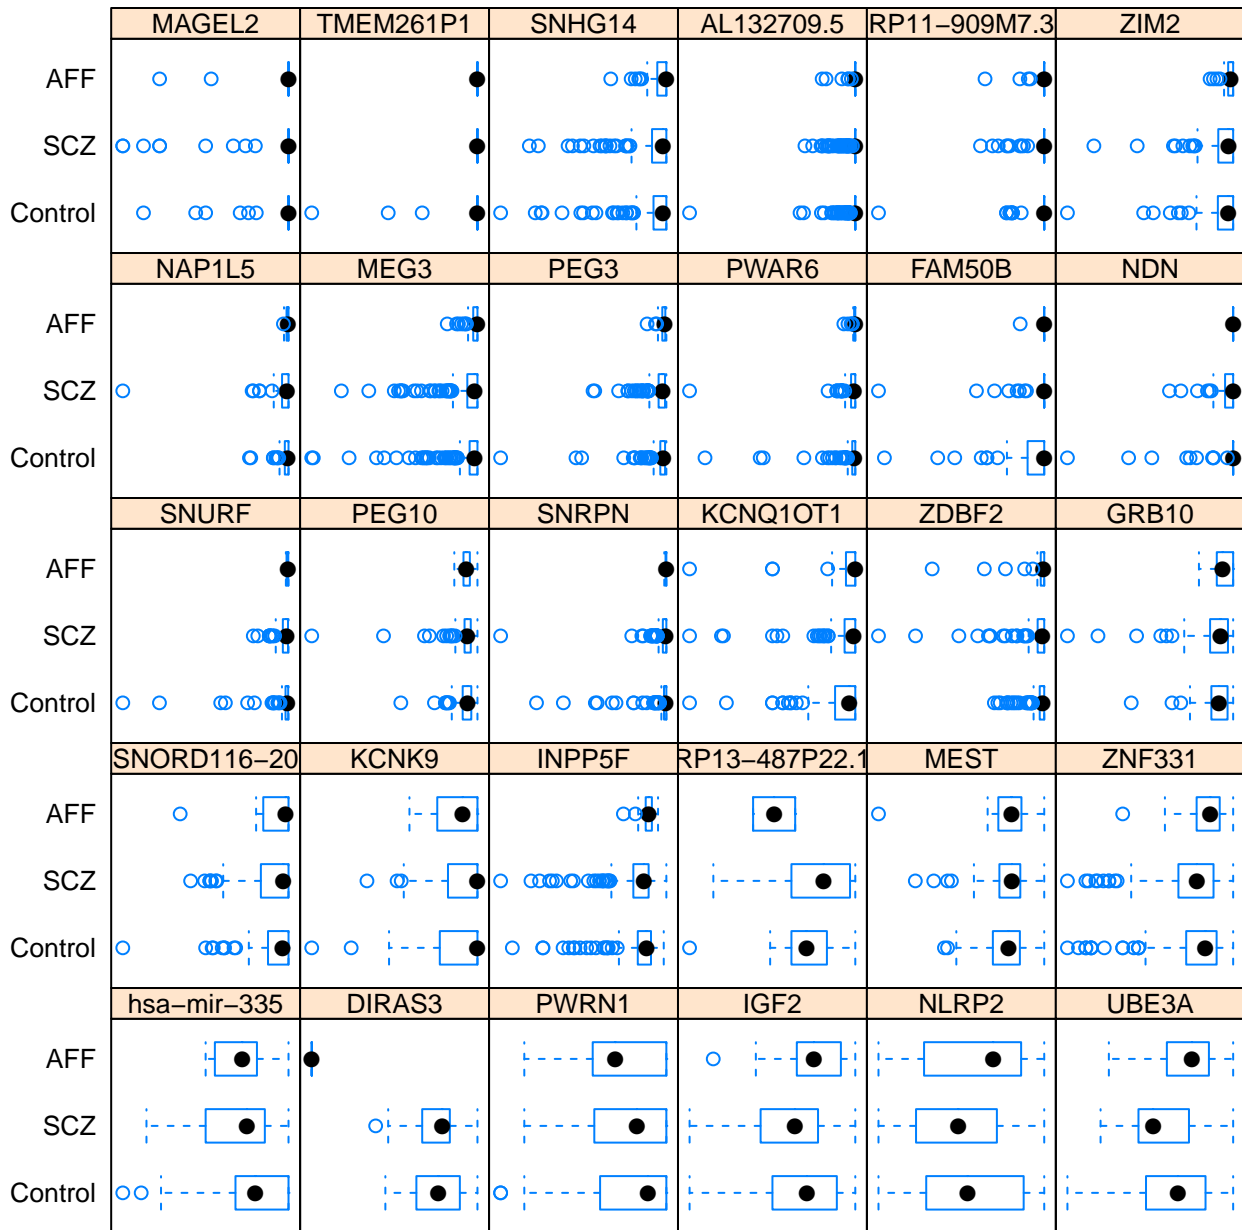 MAGEL2 TMEM261P1 SNHG14 AL132709.5 RP11−909M7.3 ZIM2
AFF
SCZ
Control
NAP1L5 MEG3 PEG3 PWAR6 FAM50B NDN
AFF
SCZ
Control
SNURF PEG10 SNRPN KCNQ1OT1 ZDBF2 GRB10
AFF
SCZ
Control
SNORD116−20 KCNK9 INPP5F RP13−487P22.1 MEST ZNF331
AFF
SCZ
Control
hsa−mir−335 DIRAS3 PWRN1 IGF2 NLRP2 UBE3A
AFF
SCZ
Control